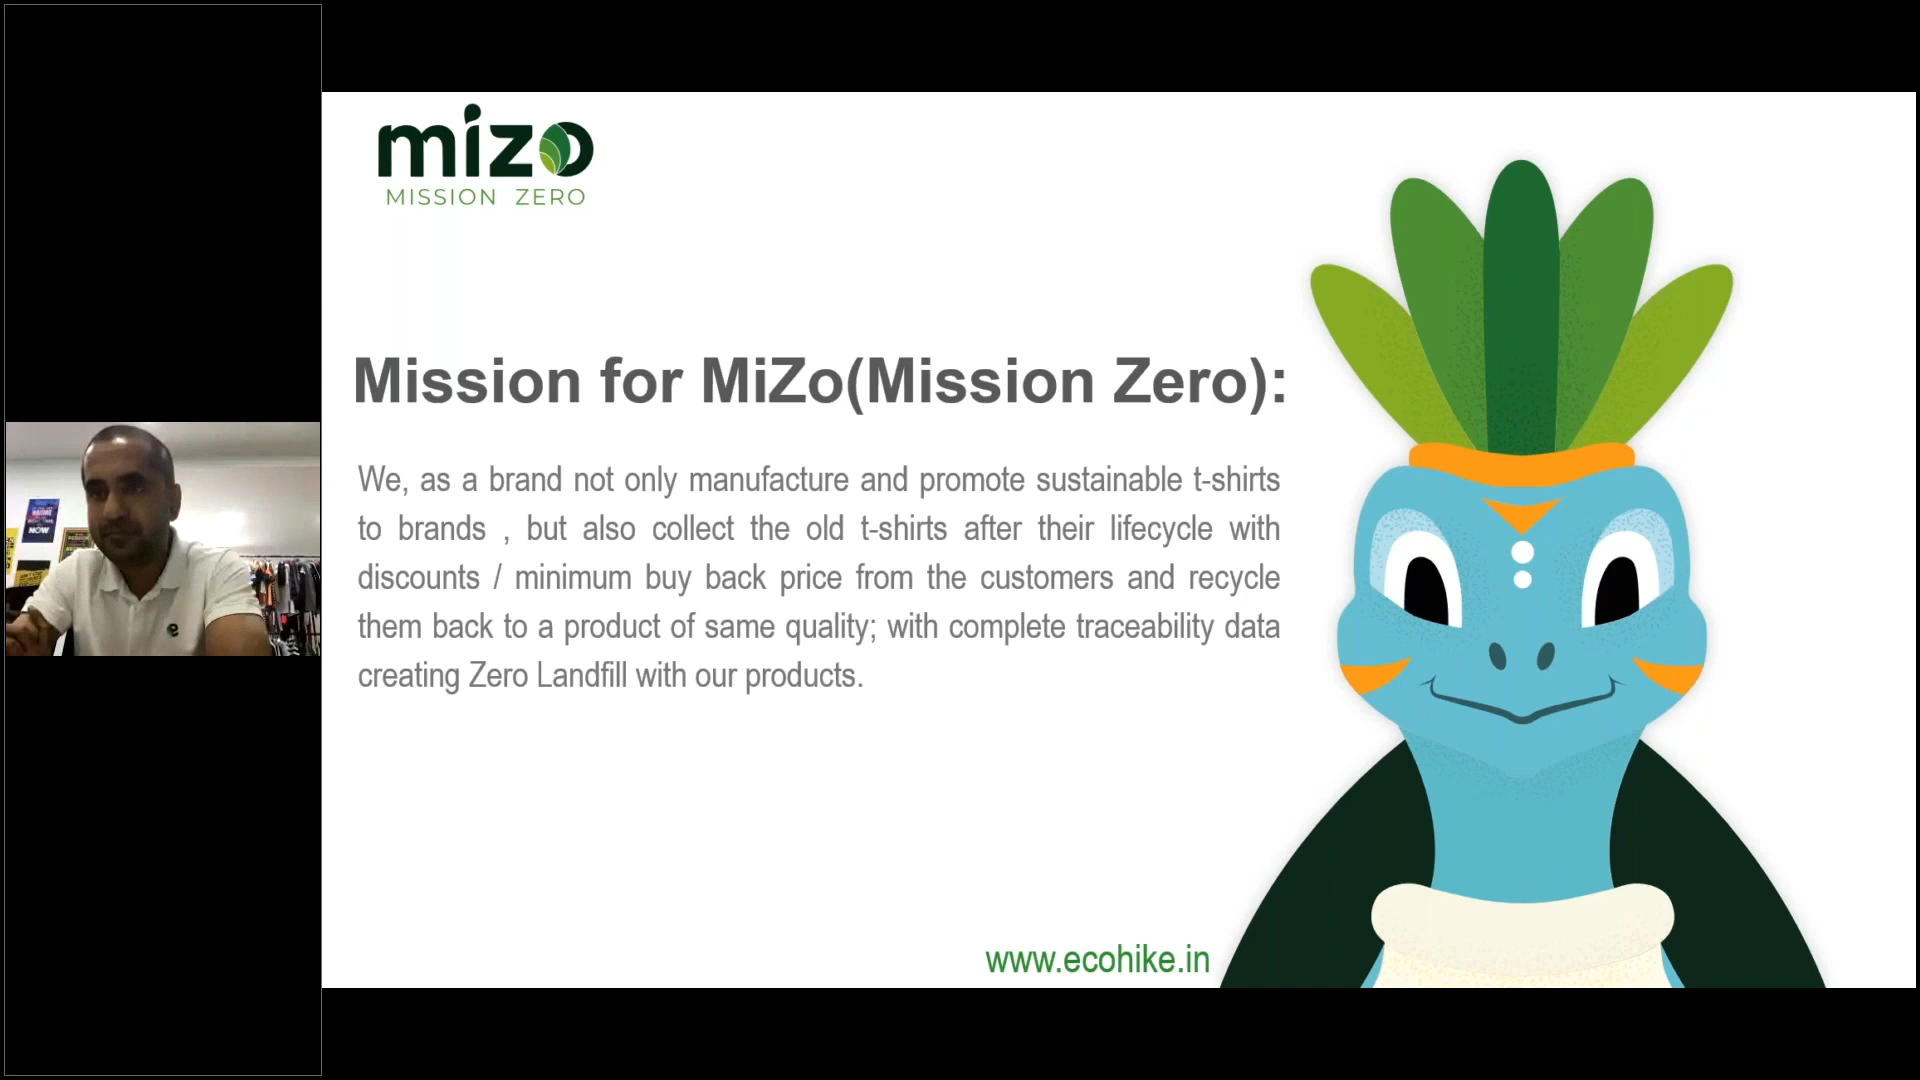 mizo
MISSION ZERO
Mission for MiZo(Mission Zero):
We, as a brand not only manufacture and promote sustainable t-shirts
to brands , but also collect the old t-shirts after their lifecycle with
discounts / minimum buy back price from the customers and recycle
them back to a product of same quality; with complete traceability data
creating Zero Landfill with our products.
www.ecohike.in
NOW
e